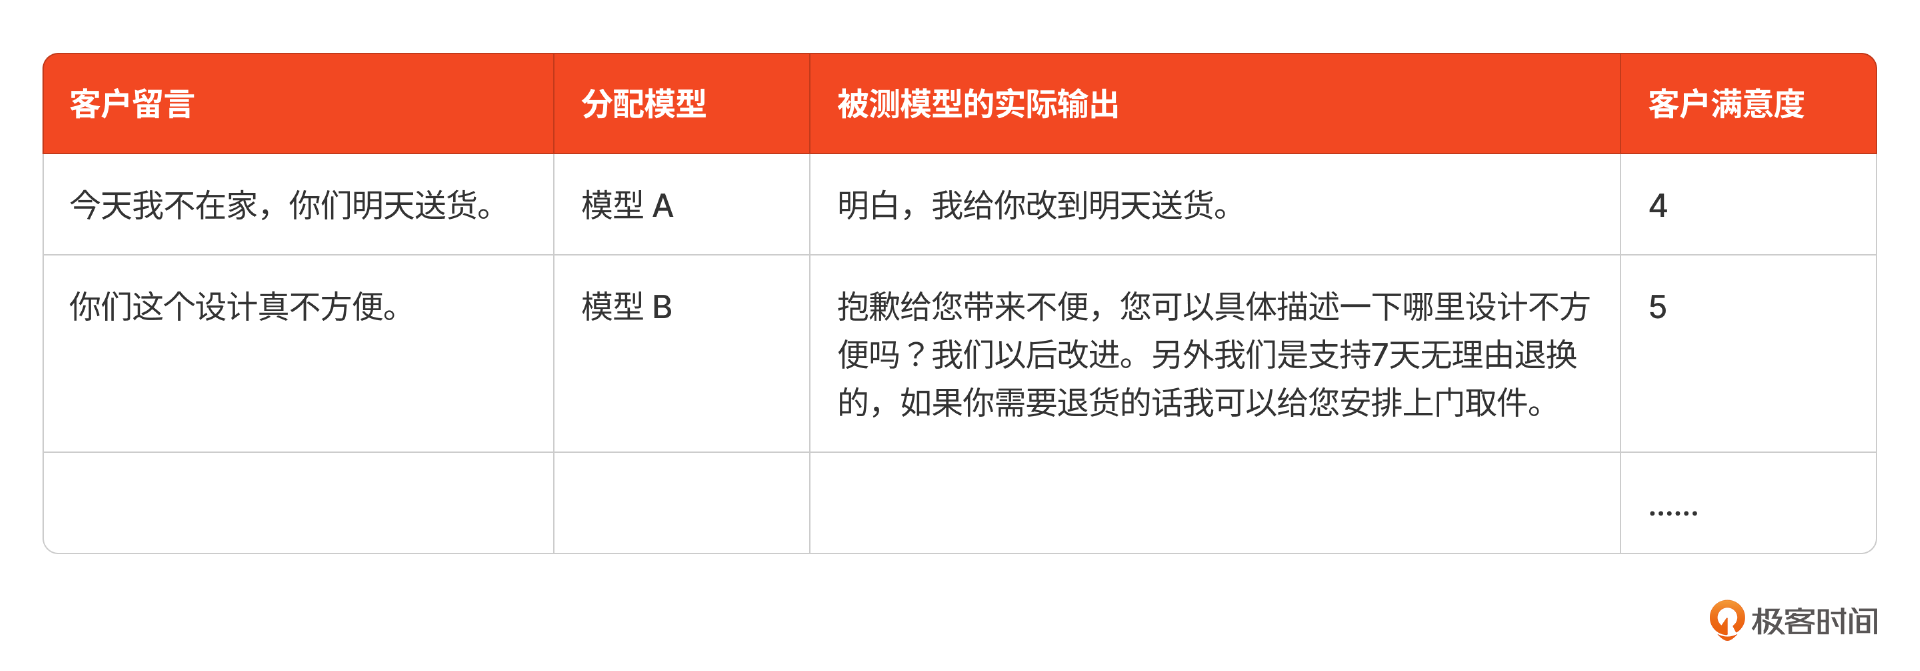 客户留言 分配模型 被测模型的实际输出 客户满意度
今天我不在家，你们明天送货。 模型 A 明白，我给你改到明天送货。 4
你们这个设计真不方便。 模型 B 抱歉给您带来不便，您可以具体描述一下哪里设计不方 5
便吗？我们以后改进。另外我们是支持7天无理由退换
的，如果你需要退货的话我可以给您安排上门取件。
……
极客时间